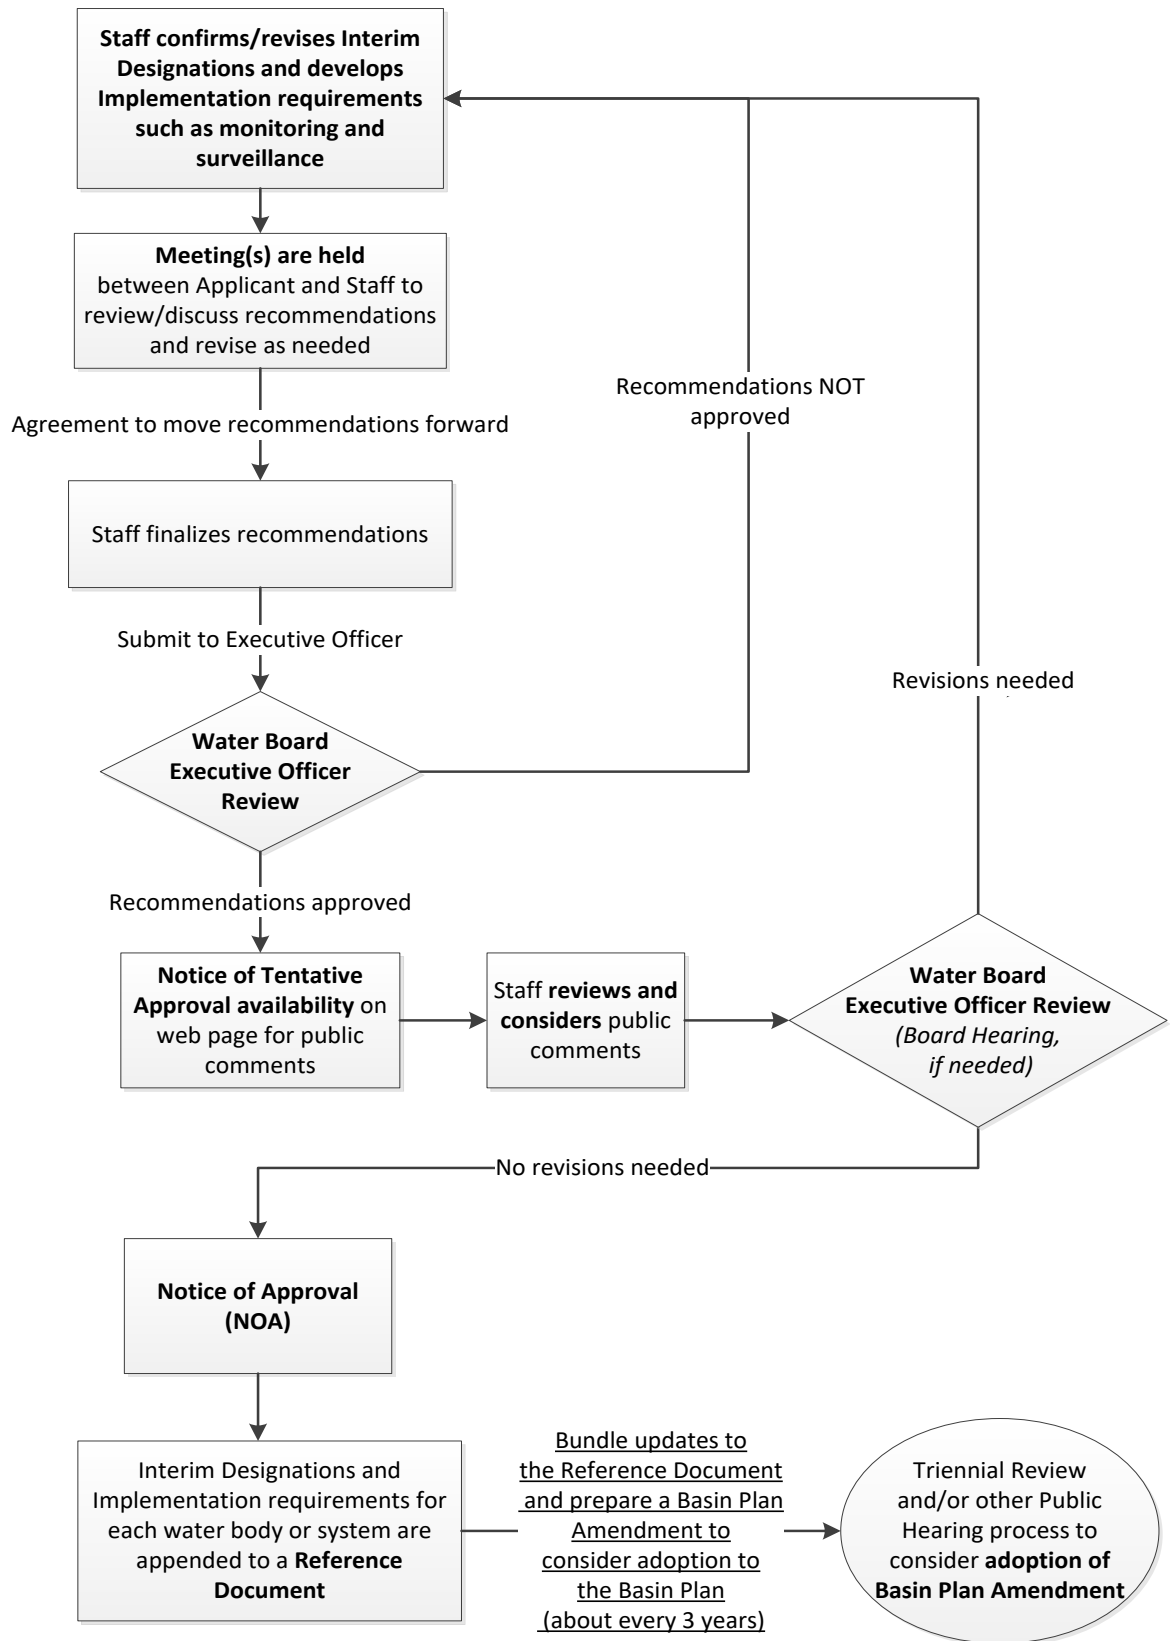 Staff confirms/revises Interim
Designations and develops
Implementation requirements
such as monitoring and
surveillance
Meeting(s) are held
between Applicant and Staff to
review/discuss recommendations
and revise as needed
Recommendations NOT
approved
Agreement to move recommendations forward
Staff finalizes recommendations
Submit to Executive Officer
Revisions needed
Water Board
Executive Officer
Review
Recommendations approved
Notice of Tentative
Approval availability on
web page for public
comments
Staff reviews and
considers public
comments
Water Board
Executive Officer Review
(Board Hearing,
if needed)
No revisions needed
Notice of Approval
(NOA)
Interim Designations and
Implementation requirements for
each water body or system are
appended to a Reference
Document
Bundle updates to
the Reference Document
and prepare a Basin Plan
Amendment to
consider adoption to
the Basin Plan
(about every 3 years)
Triennial Review
and/or other Public
Hearing process to
consider adoption of
Basin Plan Amendment